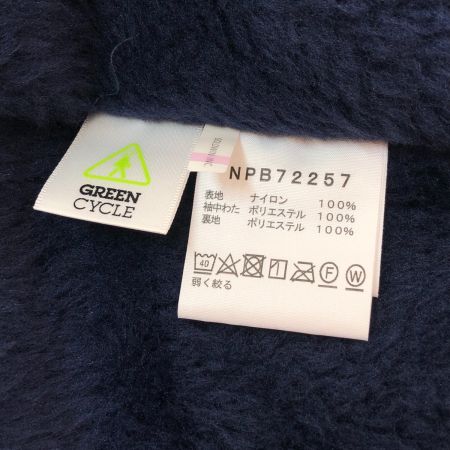 GREEN
CYCLE
NPB72257
表地 ナイロン 100%
袖中わた ポリエステル 100%
裏地 ポリエステル 100%
40 F W
弱く絞る